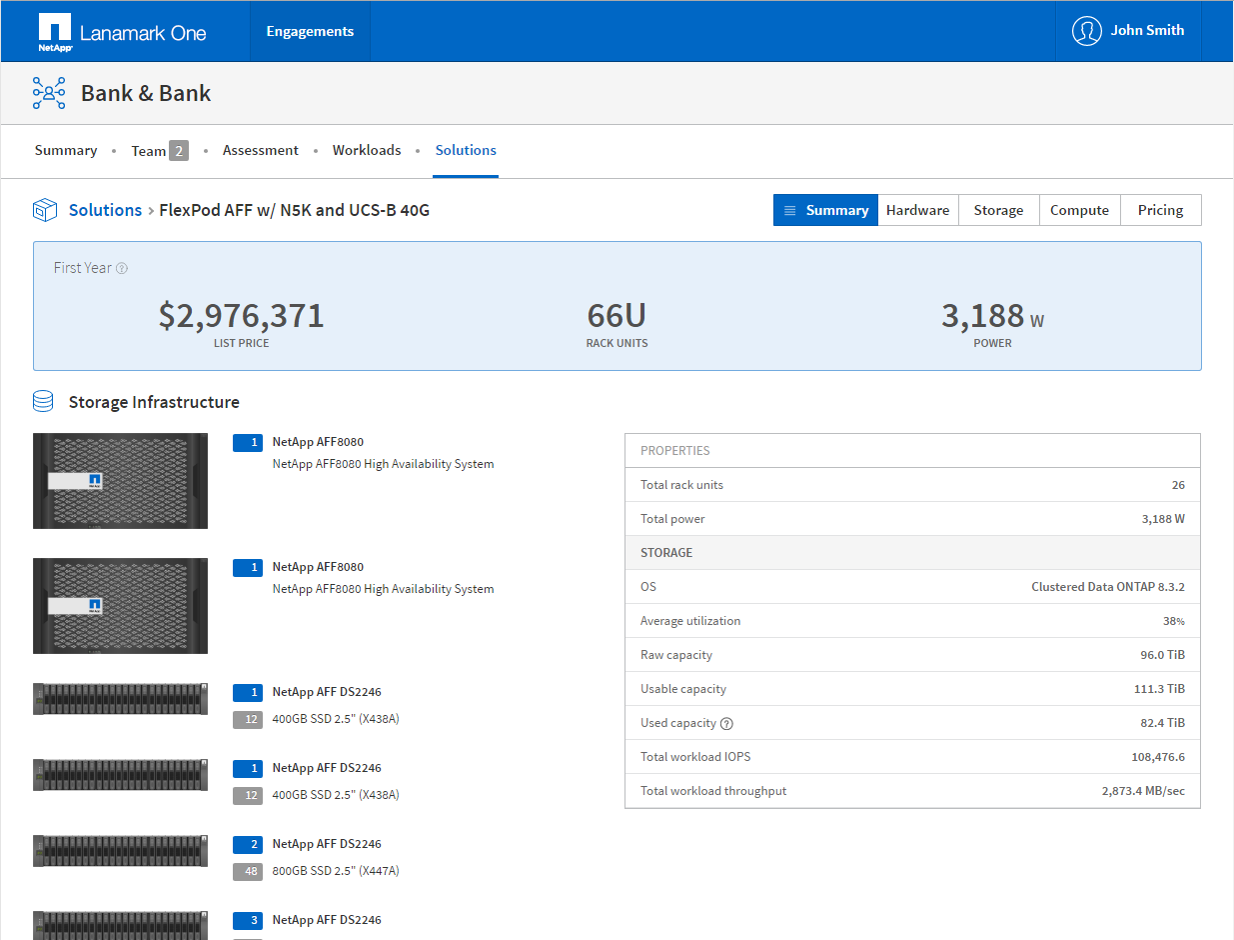 NetApp
Lanamark One
Engagements
John Smith
Bank & Bank
Summary • Team 2 • Assessment • Workloads • Solutions
Solutions › FlexPod AFF w/ N5K and UCS-B 40G
Summary Hardware Storage Compute Pricing
First Year ?
$2,976,371 66U 3,188 W
LIST PRICE RACK UNITS POWER
Storage Infrastructure
1 NetApp AFF8080
NetApp AFF8080 High Availability System
1 NetApp AFF8080
NetApp AFF8080 High Availability System
1 NetApp AFF DS2246
12 400GB SSD 2.5" (X438A)
1 NetApp AFF DS2246
12 400GB SSD 2.5" (X438A)
2 NetApp AFF DS2246
48 800GB SSD 2.5" (X447A)
3 NetApp AFF DS2246
PROPERTIES
Total rack units 26
Total power 3,188 W
STORAGE
OS Clustered Data ONTAP 8.3.2
Average utilization 38%
Raw capacity 96.0 TiB
Usable capacity 111.3 TiB
Used capacity ? 82.4 TiB
Total workload IOPS 108,476.6
Total workload throughput 2,873.4 MB/sec